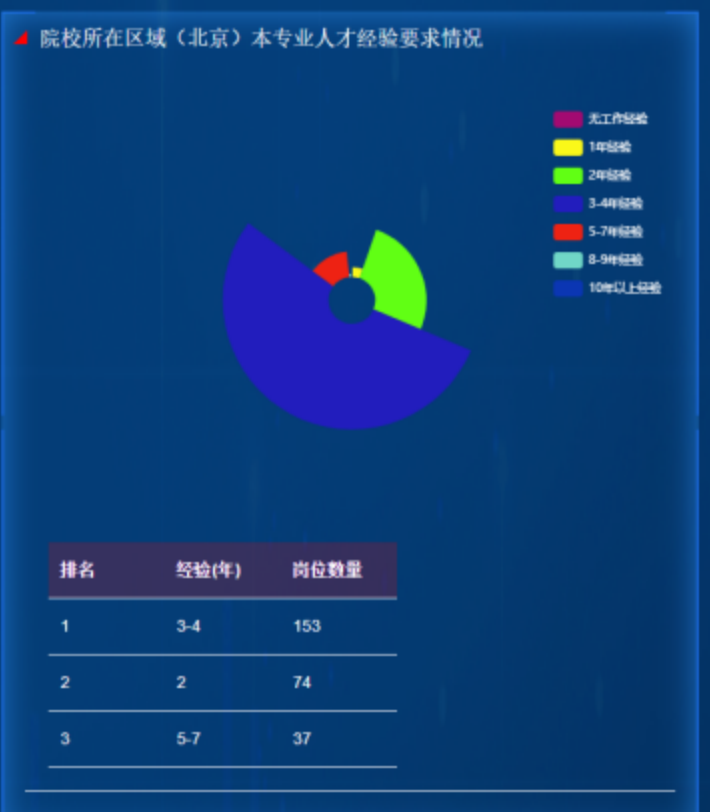 院校所在区域（北京）本专业人才经验要求情况
无工作经验
1年经验
2年经验
3-4年经验
5-7年经验
8-9年经验
10年以上经验
排名 经验(年) 岗位数量
1 3-4 153
2 2 74
3 5-7 37